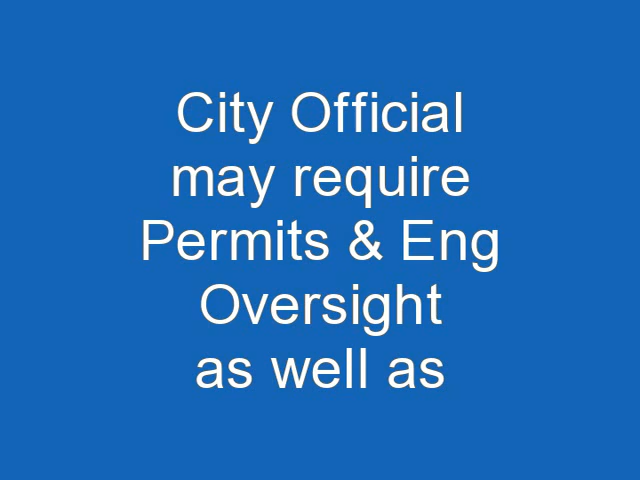 City Official
may require
Permits & Eng
Oversight
as well as